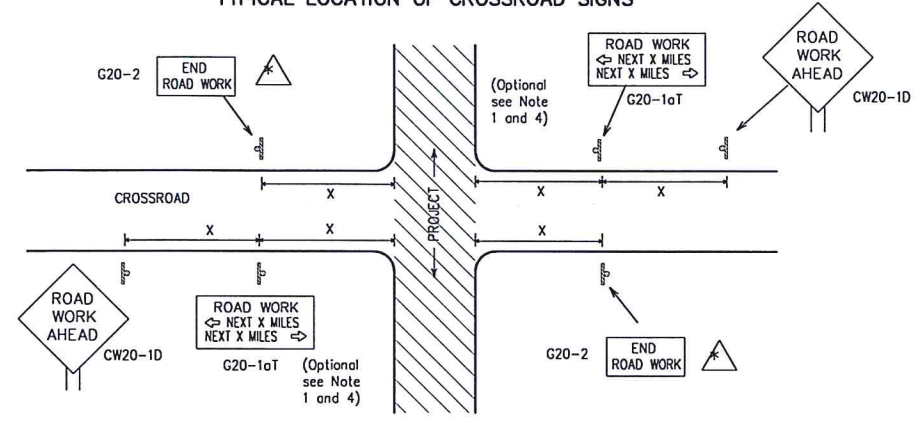 TYPICAL LOCATION OF CROSSROAD SIGNS
ROAD
WORK
AHEAD
CW20-1D
ROAD WORK
⇦ NEXT X MILES
NEXT X MILES ⇨
G20-1aT
(Optional
see Note
1 and 4)
G20-2
END
ROAD WORK
*
X
X
X
CROSSROAD
PROJECT
X
X
X
ROAD
WORK
AHEAD
CW20-1D
ROAD WORK
⇦ NEXT X MILES
NEXT X MILES ⇨
G20-1aT
(Optional
see Note
1 and 4)
G20-2
END
ROAD WORK
*